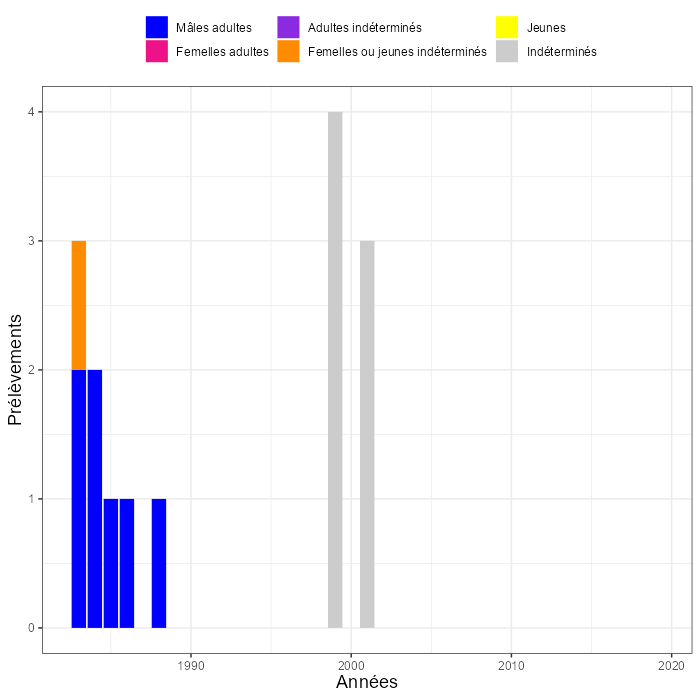 Mâles adultes Adultes indéterminés Jeunes
Femelles adultes Femelles ou jeunes indéterminés Indéterminés
4
3
2
1
0
Prélèvements
1990 2000 2010 2020
Années